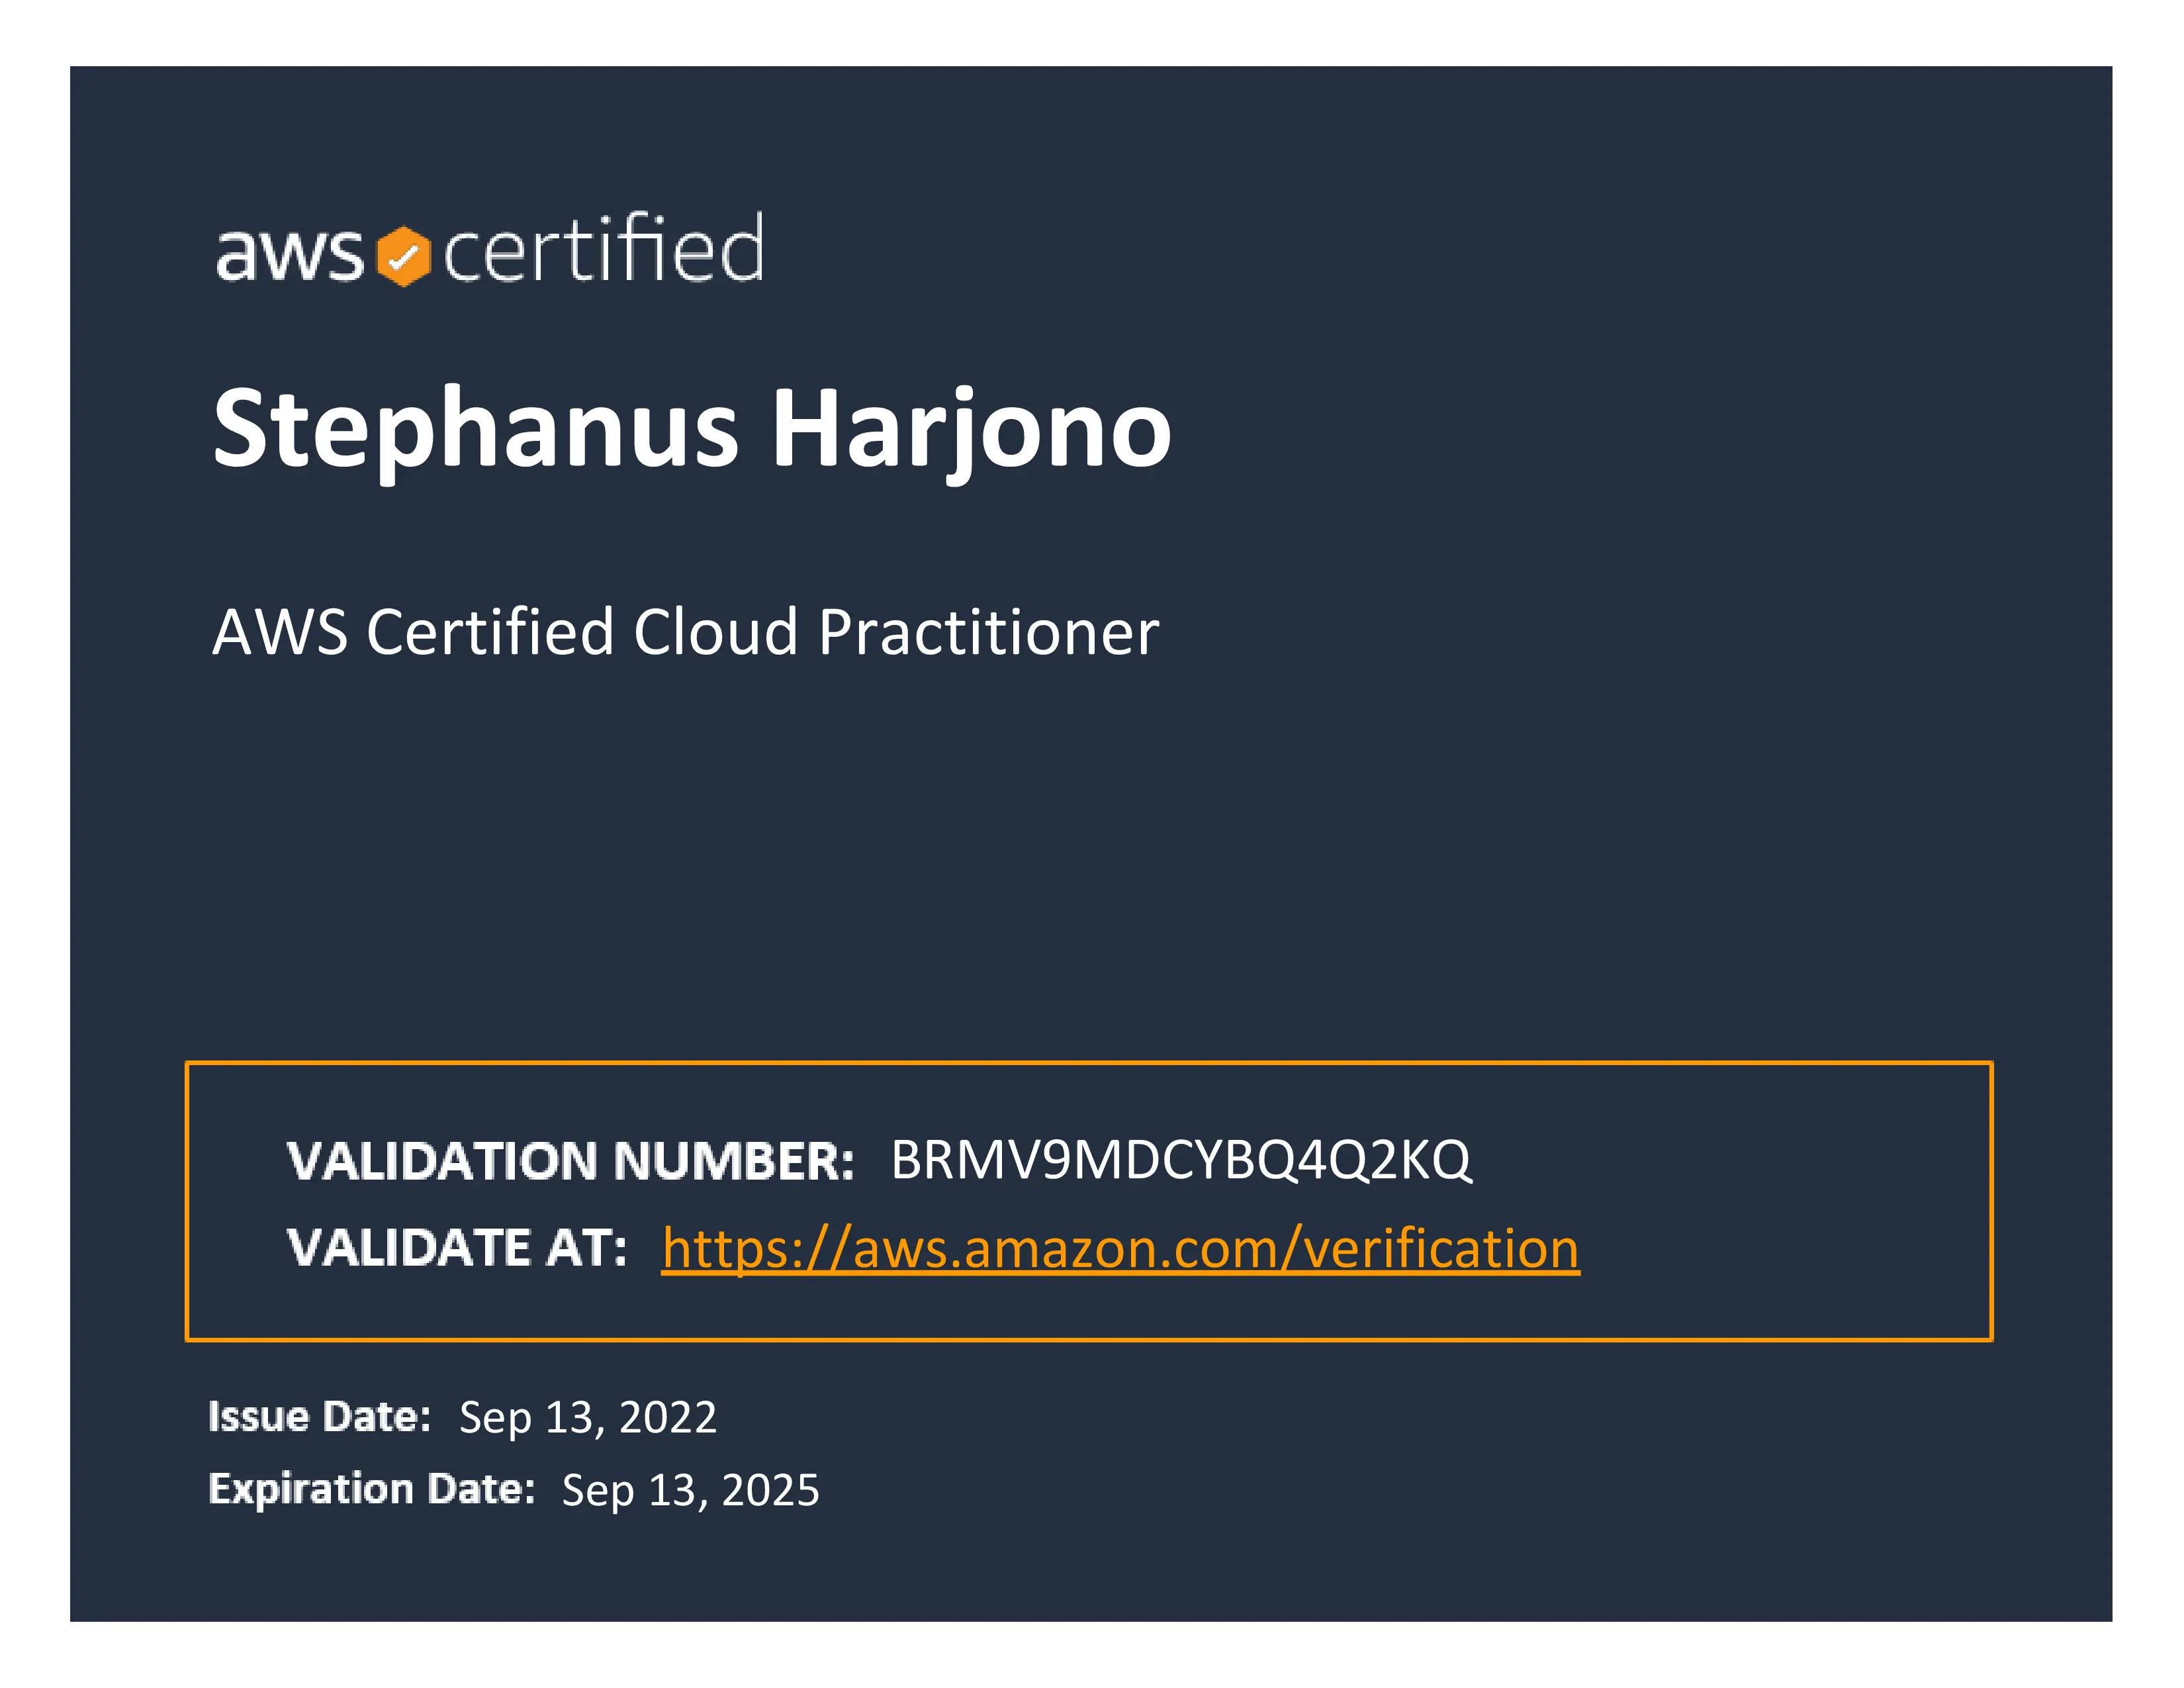 aws certified
Stephanus Harjono
AWS Certified Cloud Practitioner
VALIDATION NUMBER: BRMV9MDCYBQ4Q2KQ
VALIDATE AT: https://aws.amazon.com/verification
Issue Date: Sep 13, 2022
Expiration Date: Sep 13, 2025